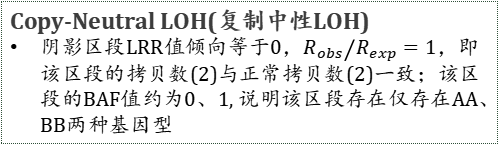 Copy-Neutral LOH(复制中性LOH)
• 阴影区段LRR值倾向等于0，R_obs/R_exp = 1，即
该区段的拷贝数(2)与正常拷贝数(2)一致；该区
段的BAF值约为0、1, 说明该区段存在仅存在AA、
BB两种基因型